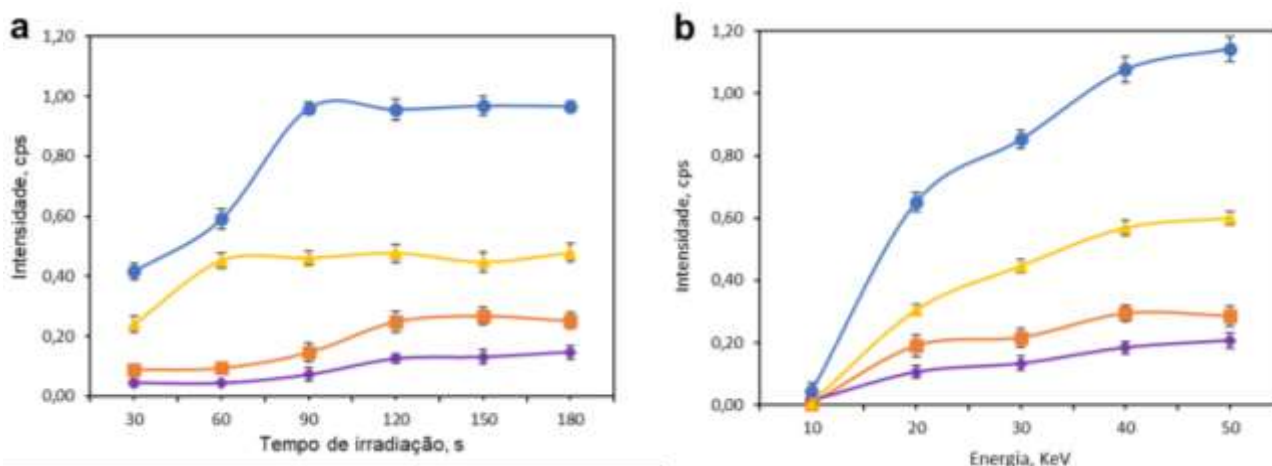 a
1,20
1,00
0,80
0,60
0,40
0,20
0,00
Intensidade, cps
30 60 90 120 150 180
Tempo de irradiação, s
b
1,20
1,00
0,80
0,60
0,40
0,20
0,00
Intensidade, cps
10 20 30 40 50
Energia, KeV